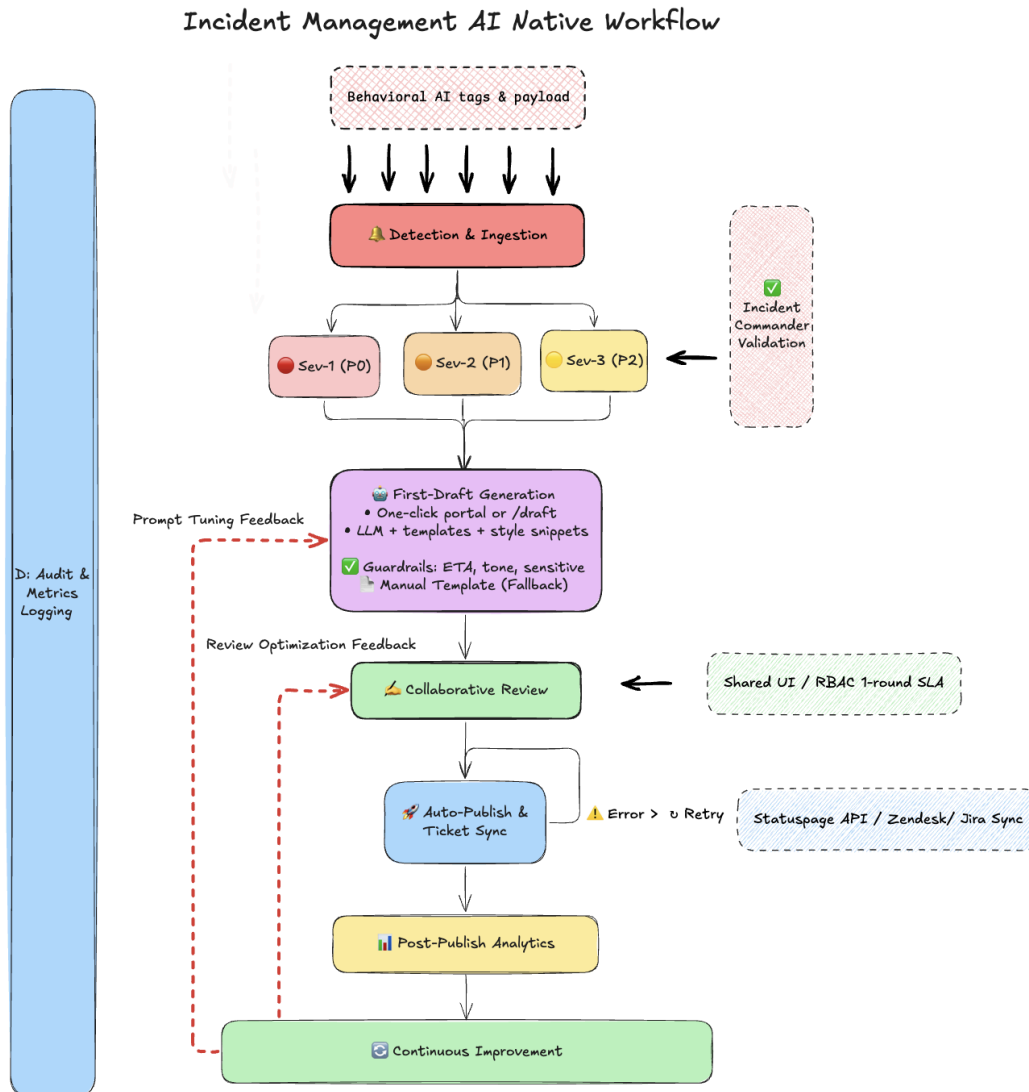 Incident Management AI Native Workflow
Behavioral AI tags & payload
🔔 Detection & Ingestion
✅
Incident
Commander
Validation
🔴 Sev-1 (P0)
🟠 Sev-2 (P1)
🟡 Sev-3 (P2)
🤖 First-Draft Generation
• One-click portal or /draft
• LLM + templates + style snippets
✅ Guardrails: ETA, tone, sensitive
Manual Template (Fallback)
Prompt Tuning Feedback
D: Audit &
Metrics
Logging
Review Optimization Feedback
✍️ Collaborative Review
Shared UI / RBAC 1-round SLA
🚀 Auto-Publish &
Ticket Sync
⚠️ Error > ↻ Retry
Statuspage API / Zendesk/ Jira Sync
📊 Post-Publish Analytics
🔄 Continuous Improvement